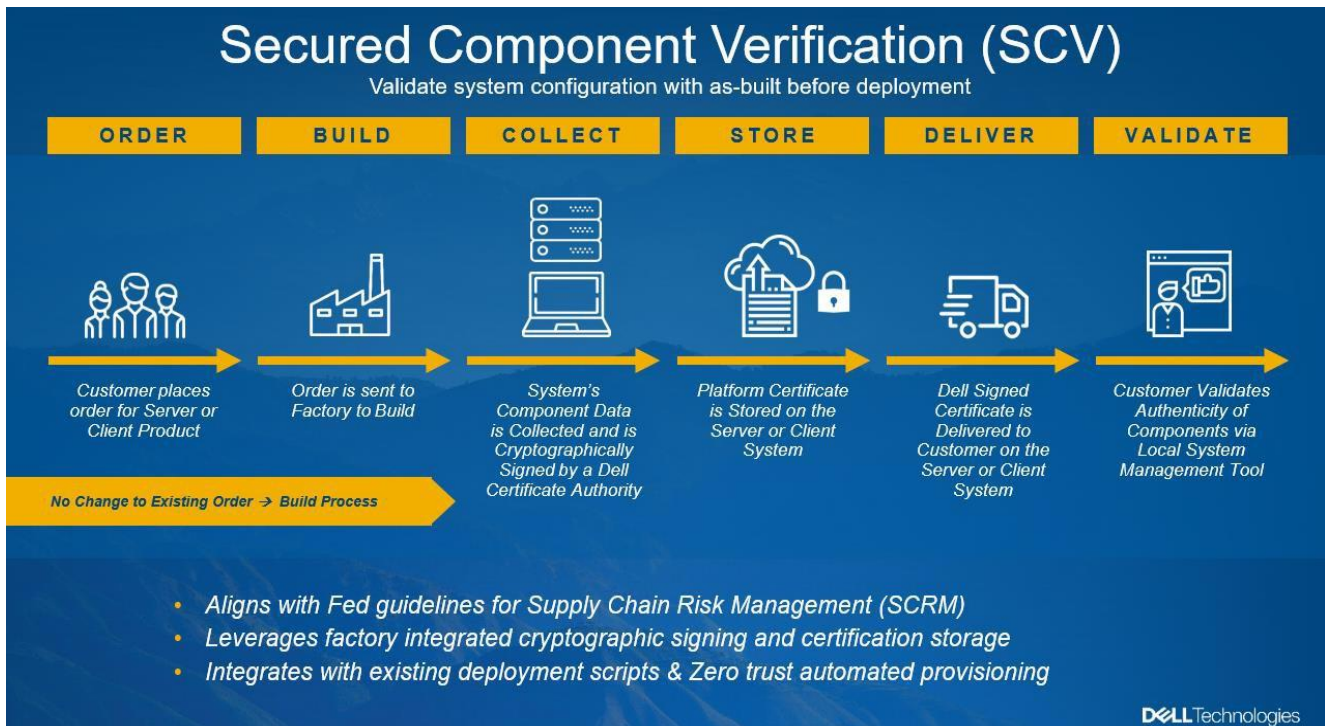 Secured Component Verification (SCV)
Validate system configuration with as-built before deployment
ORDER
BUILD
COLLECT
STORE
DELIVER
VALIDATE
Customer places
order for Server or
Client Product
Order is sent to
Factory to Build
System's
Component Data
is Collected and is
Cryptographically
Signed by a Dell
Certificate Authority
Platform Certificate
is Stored on the
Server or Client
System
Dell Signed
Certificate is
Delivered to
Customer on the
Server or Client
System
Customer Validates
Authenticity of
Components via
Local System
Management Tool
No Change to Existing Order → Build Process
• Aligns with Fed guidelines for Supply Chain Risk Management (SCRM)
• Leverages factory integrated cryptographic signing and certification storage
• Integrates with existing deployment scripts & Zero trust automated provisioning
DELLTechnologies